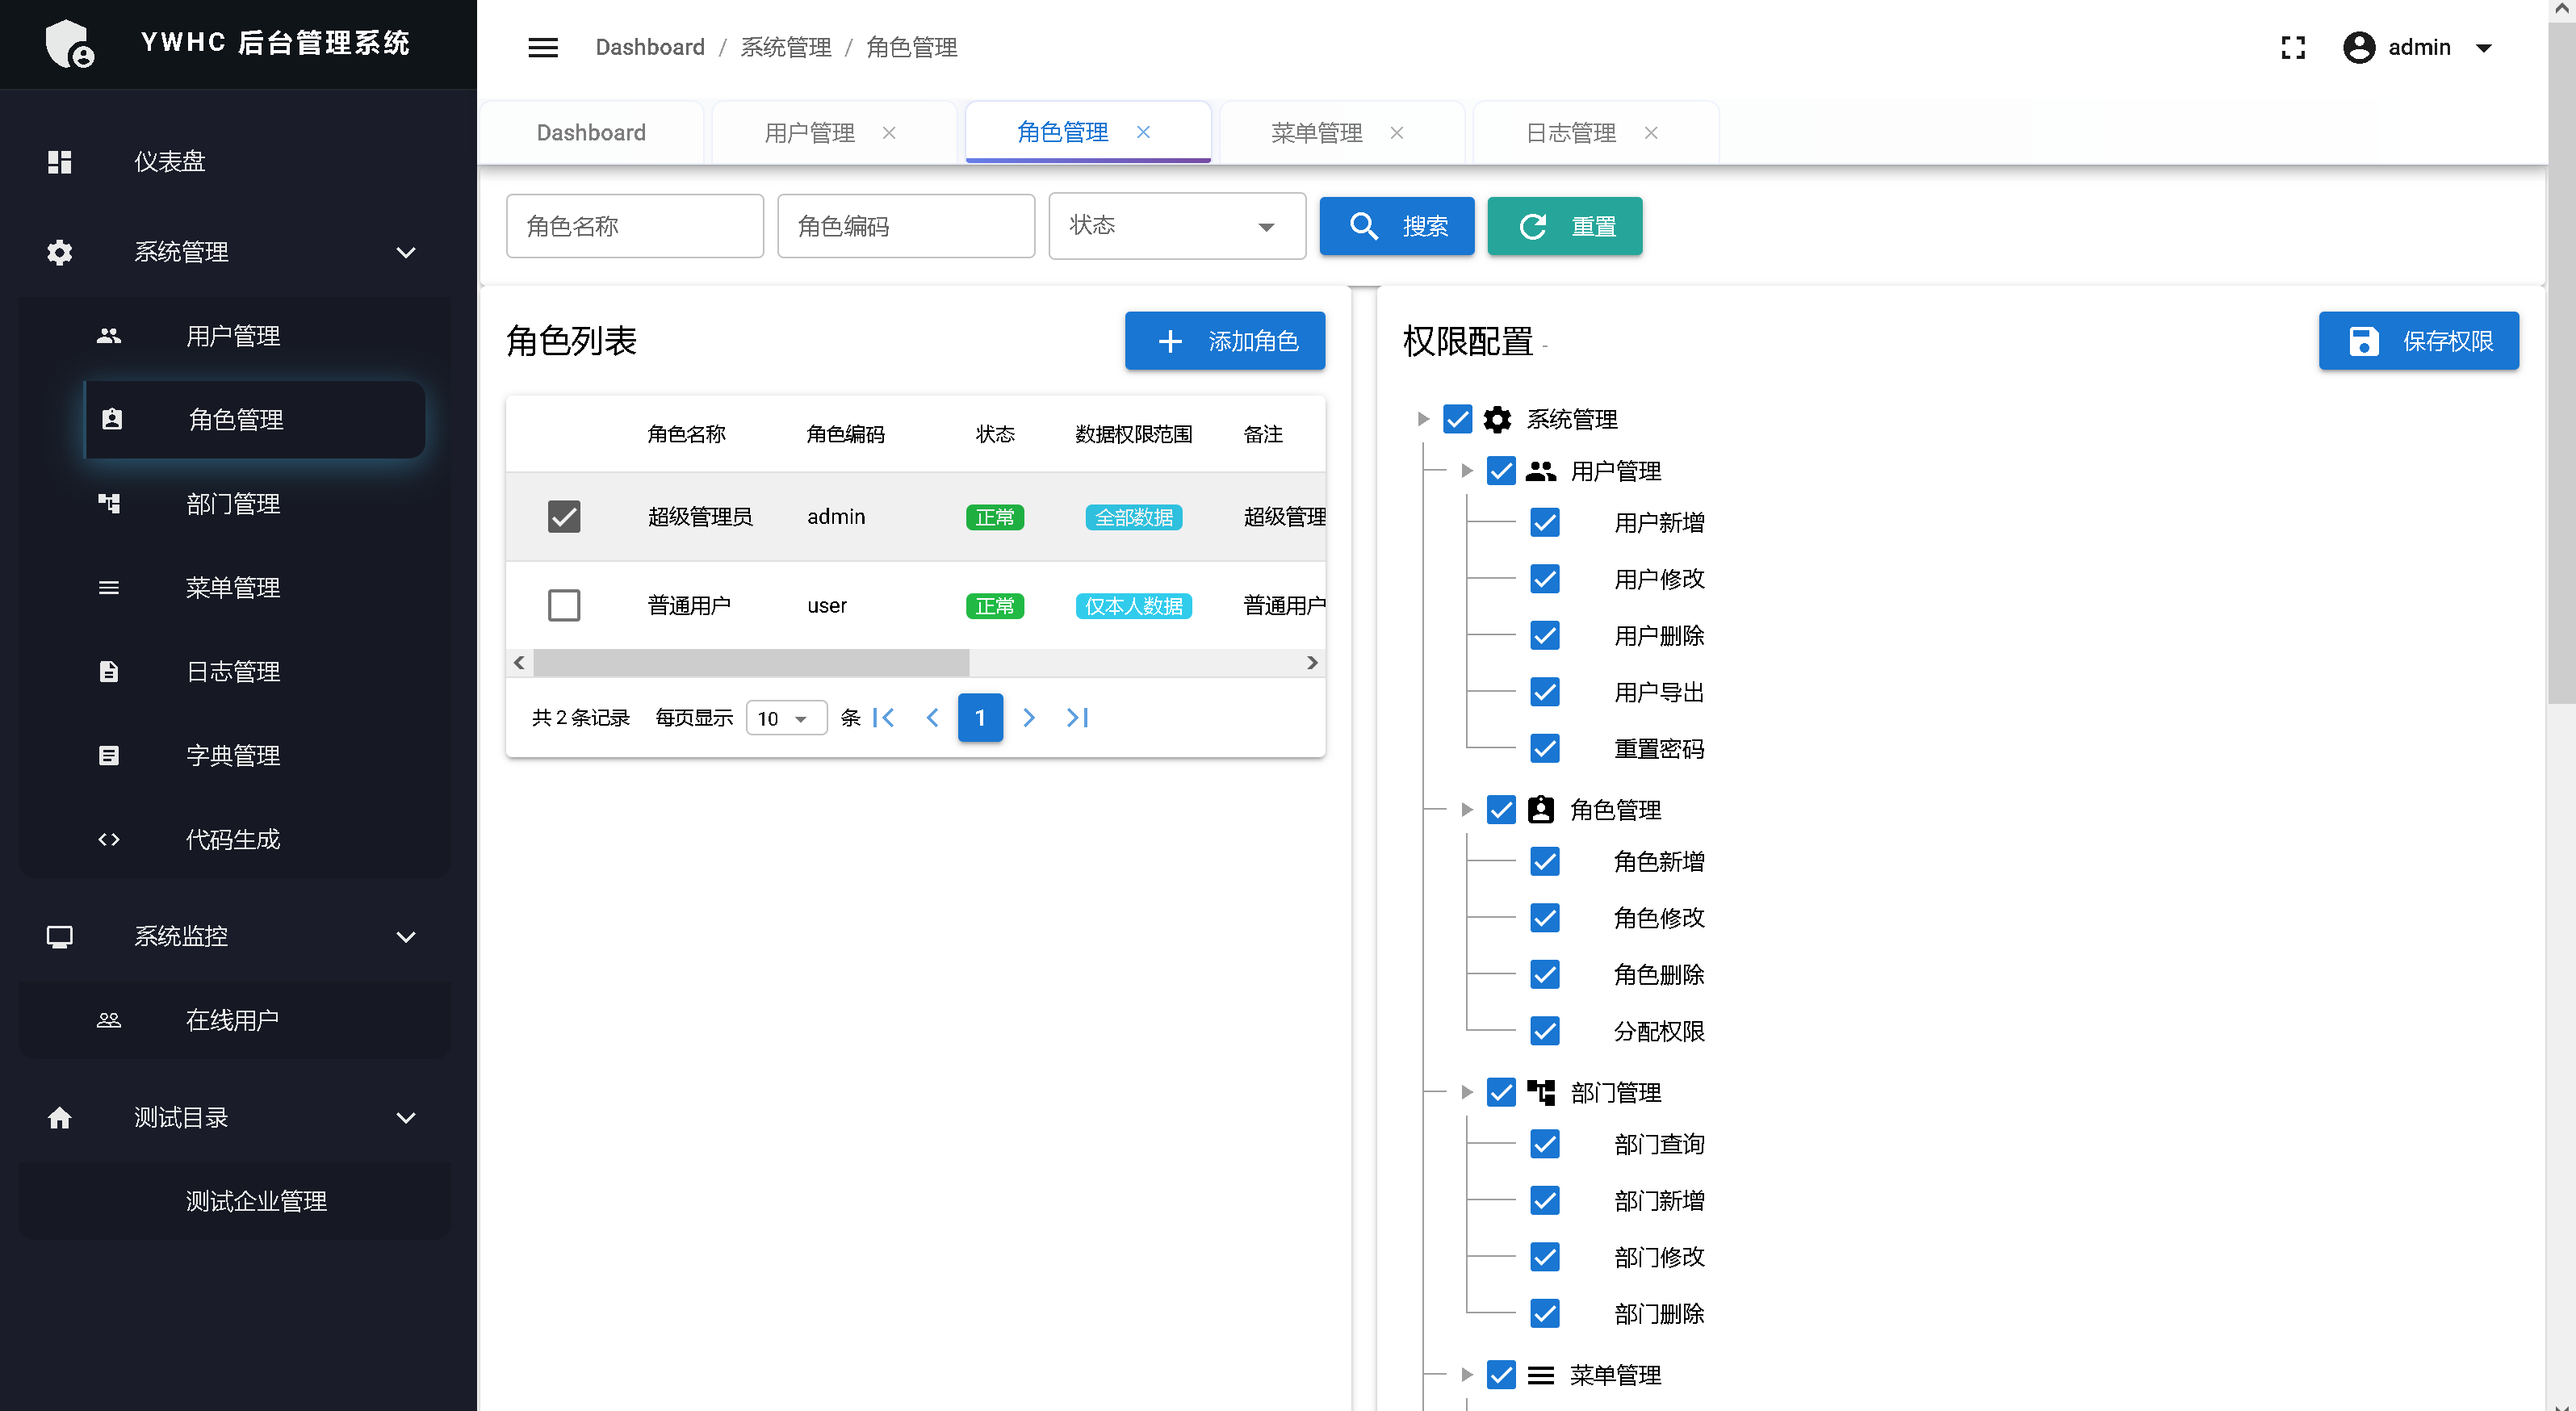 YWHC 后台管理系统
仪表盘
系统管理
用户管理
角色管理
部门管理
菜单管理
日志管理
字典管理
代码生成
系统监控
在线用户
测试目录
测试企业管理
Dashboard / 系统管理 / 角色管理
admin
Dashboard 用户管理 角色管理 菜单管理 日志管理
角色名称 角色编码 状态 搜索 重置
角色列表 添加角色
角色名称 角色编码 状态 数据权限范围 备注
超级管理员 admin 正常 全部数据 超级管理
普通用户 user 正常 仅本人数据 普通用户
共 2 条记录 每页显示 10 条 1
权限配置 - 保存权限
系统管理
用户管理
用户新增
用户修改
用户删除
用户导出
重置密码
角色管理
角色新增
角色修改
角色删除
分配权限
部门管理
部门查询
部门新增
部门修改
部门删除
菜单管理